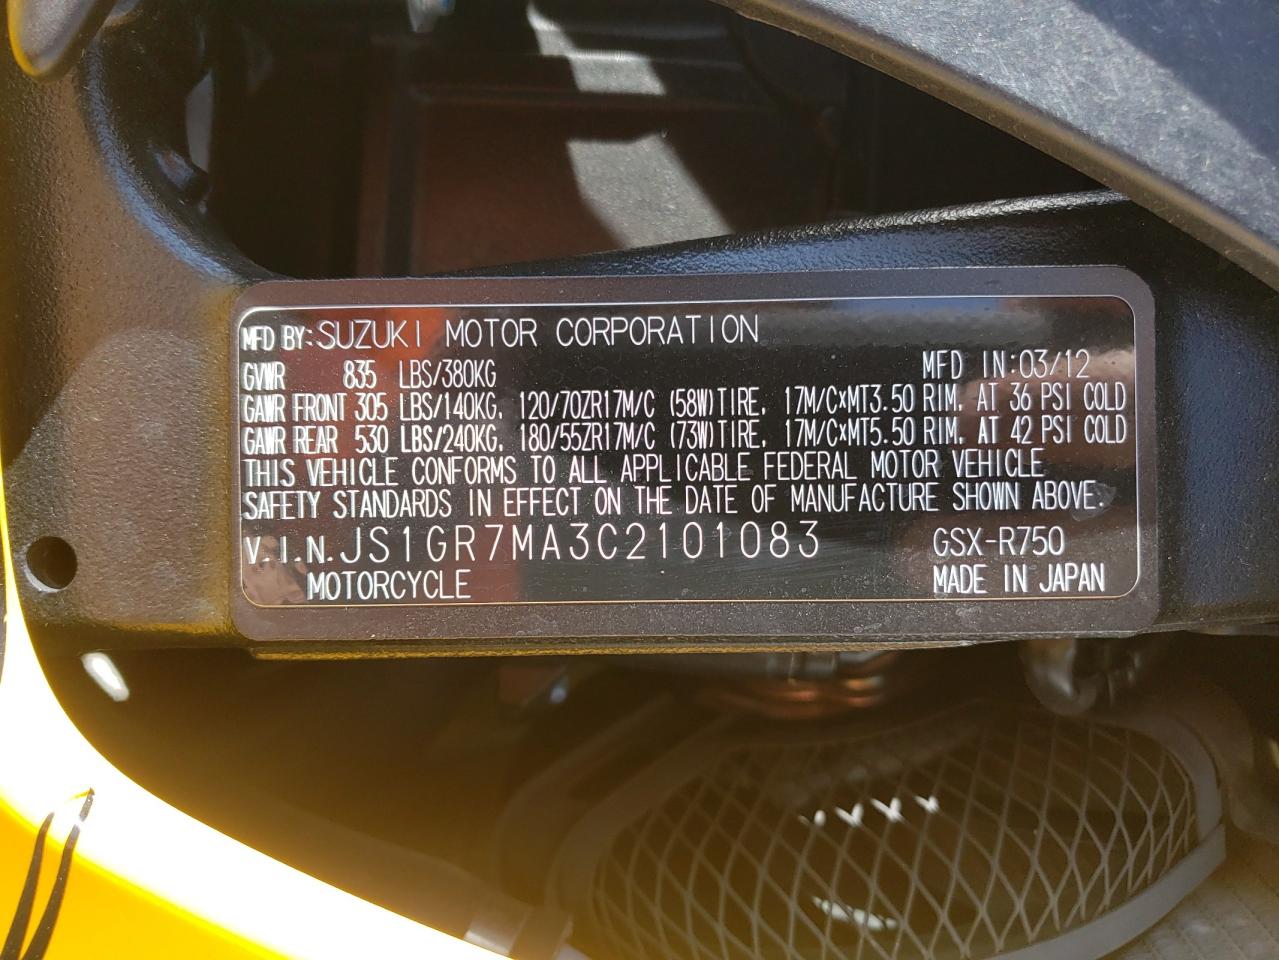 MFD BY:SUZUKI MOTOR CORPORATION
GVWR 835 LBS/380KG MFD IN:03/12
GAWR FRONT 305 LBS/140KG, 120/70ZR17M/C (58W)TIRE, 17M/C×MT3.50 RIM, AT 36 PSI COLD
GAWR REAR 530 LBS/240KG, 180/55ZR17M/C (73W)TIRE, 17M/C×MT5.50 RIM, AT 42 PSI COLD
THIS VEHICLE CONFORMS TO ALL APPLICABLE FEDERAL MOTOR VEHICLE
SAFETY STANDARDS IN EFFECT ON THE DATE OF MANUFACTURE SHOWN ABOVE.
V.I.N.JS1GR7MA3C2101083 GSX-R750
MOTORCYCLE MADE IN JAPAN